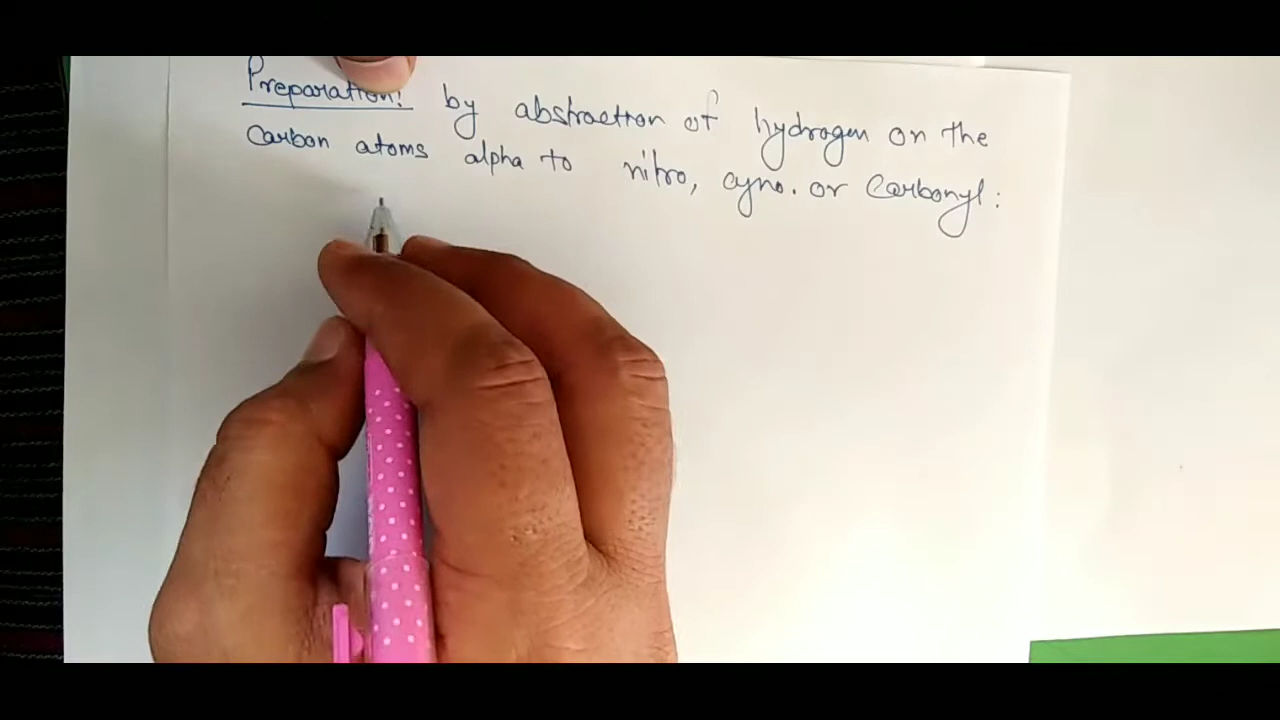 Preparation: by abstraction of hydrogen on the
Carbon atoms alpha to nitro, cyno. or Carbonyl: